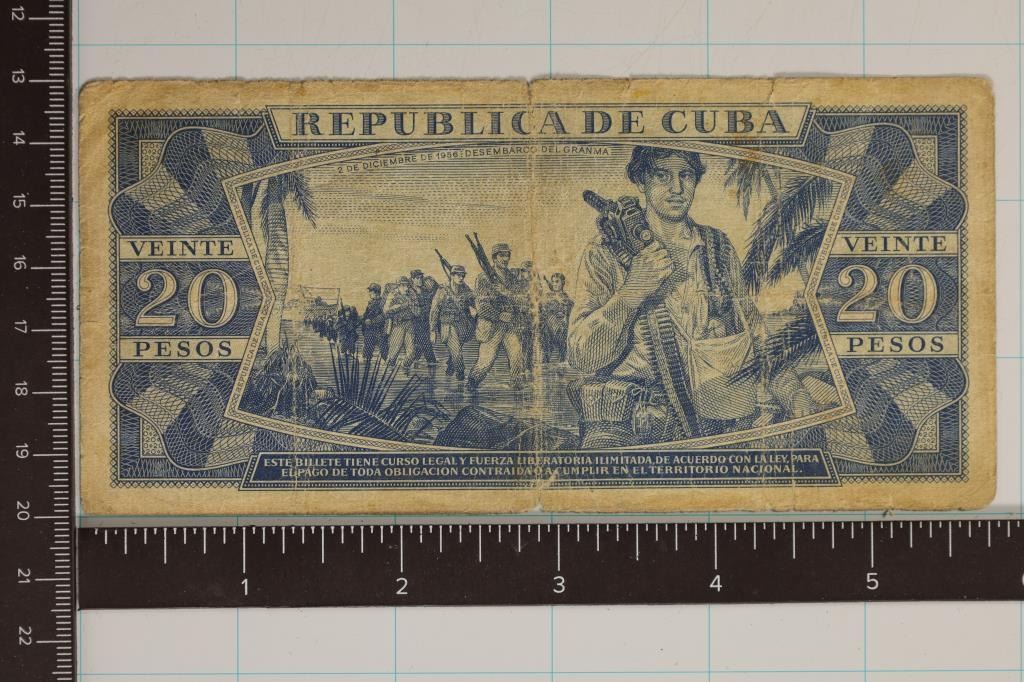 REPUBLICA DE CUBA
2 DE DICIEMBRE DE 1956: DESEMBARCO DEL GRANMA
VEINTE
20
PESOS
VEINTE
20
PESOS
ESTE BILLETE TIENE CURSO LEGAL Y FUERZA LIBERATORIA ILIMITADA, DE ACUERDO CON LA LEY, PARA
EL PAGO DE TODA OBLIGACION CONTRAIDA O A CUMPLIR EN EL TERRITORIO NACIONAL.
12
13
14
15
16
17
18
19
20
21
22
1 2 3 4 5